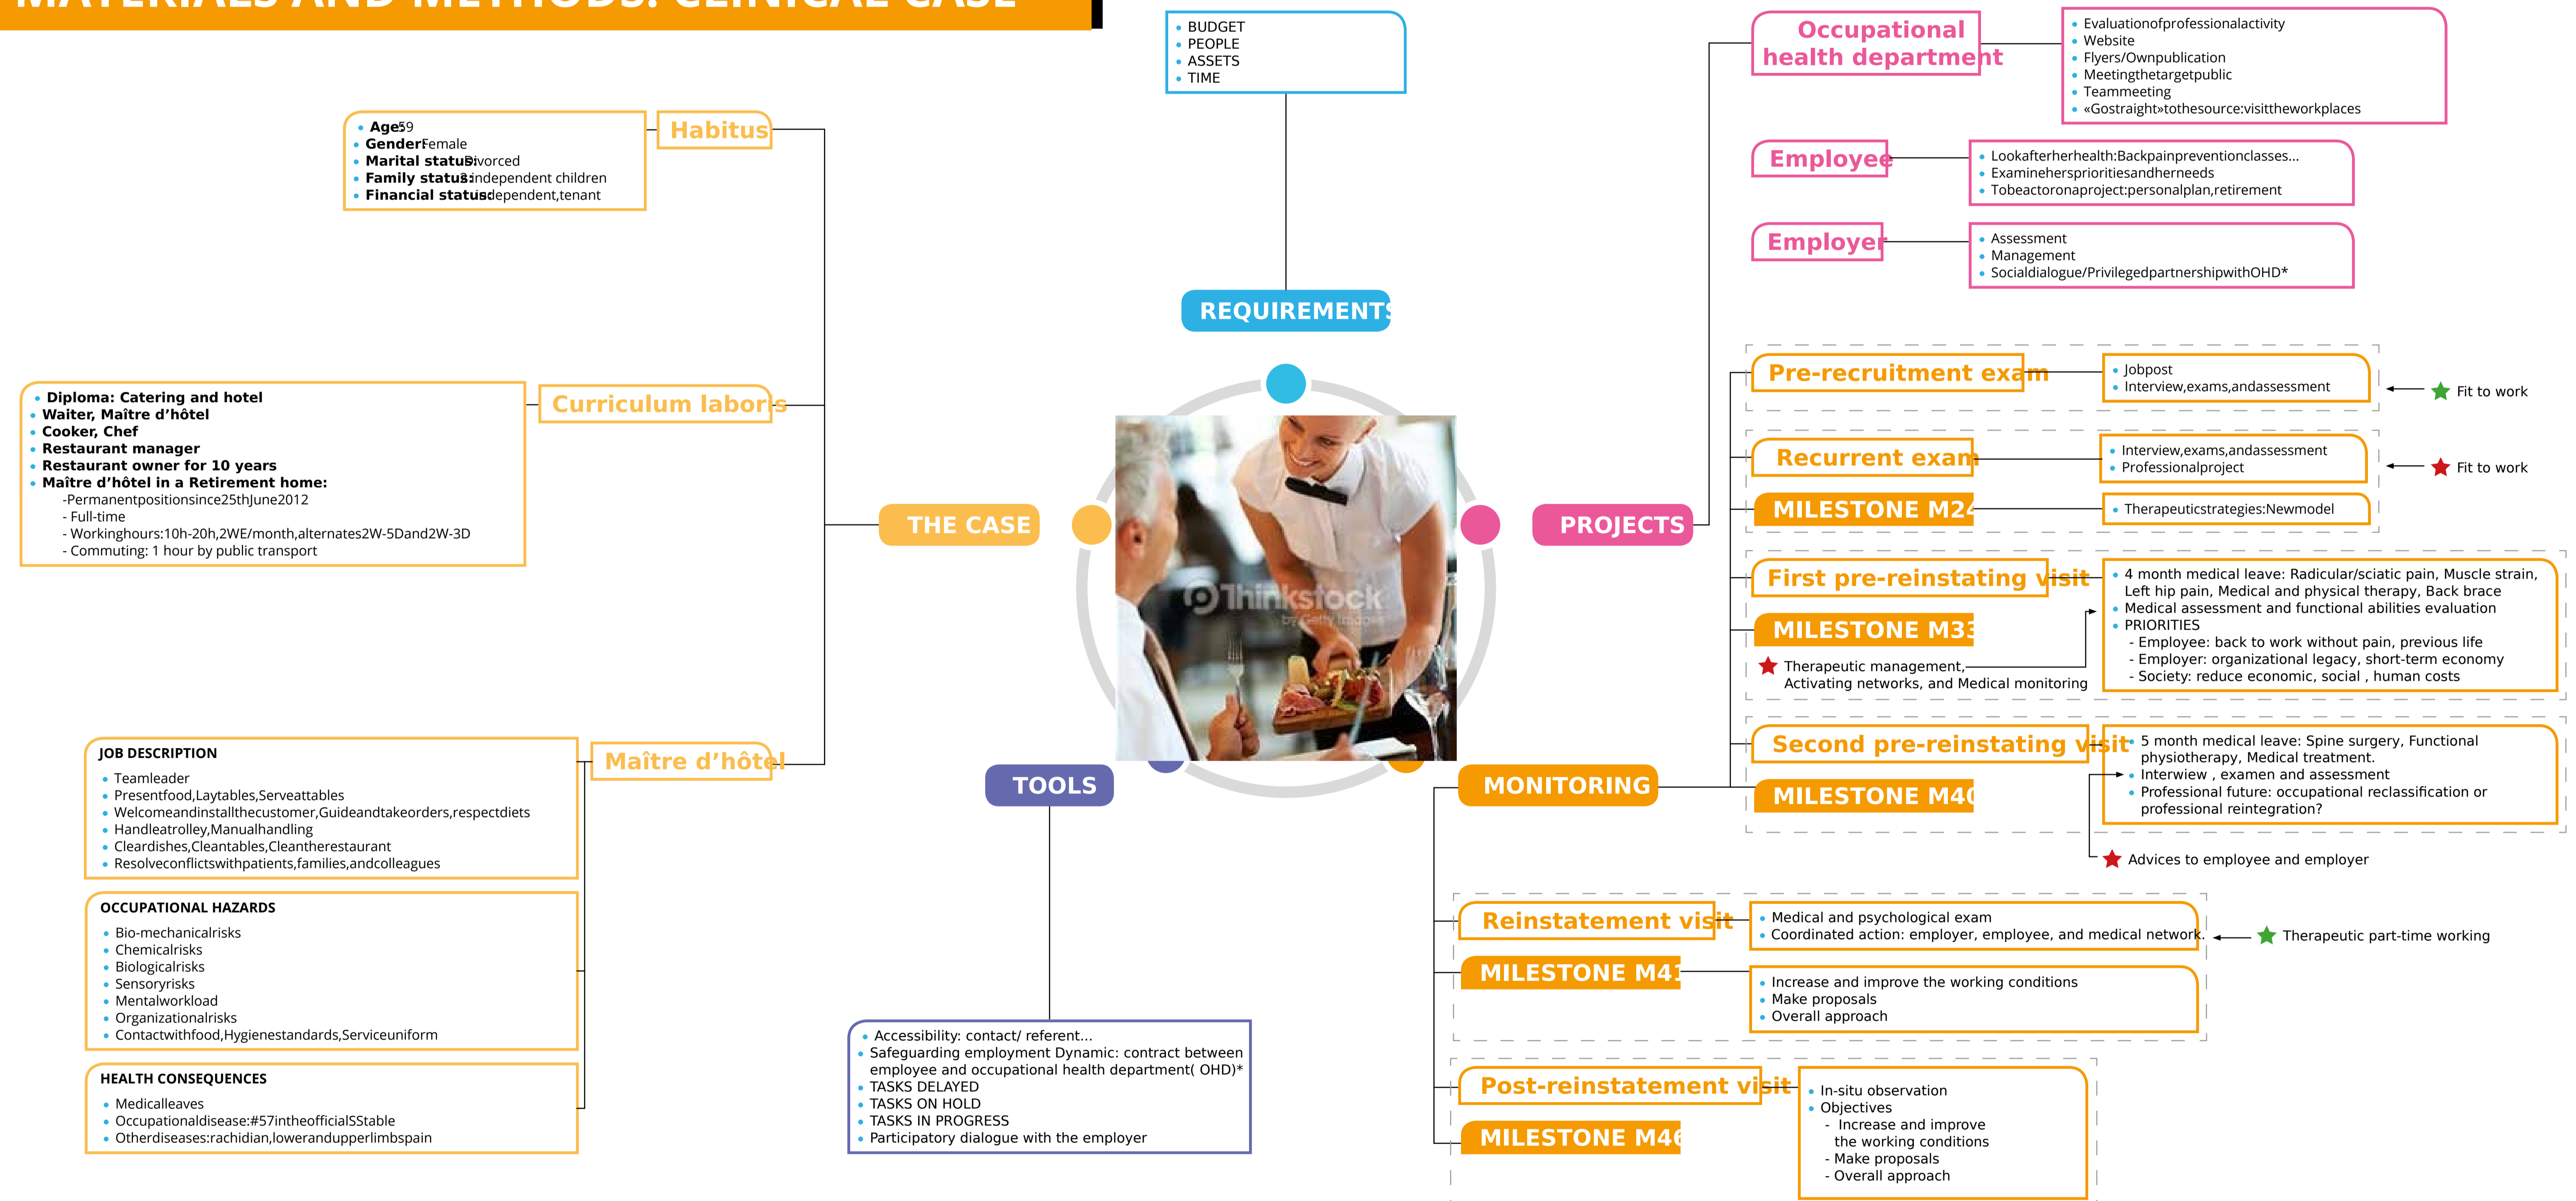 MATERIALS AND METHODS: CLINICAL CASE
• BUDGET
• PEOPLE
• ASSETS
• TIME
REQUIREMENTS
Habitus
• Age: 59
• Gender: Female
• Marital status: Divorced
• Family status: independent children
• Financial status: independent,tenant
Curriculum laboris
• Diploma: Catering and hotel
• Waiter, Maître d’hôtel
• Cooker, Chef
• Restaurant manager
• Restaurant owner for 10 years
• Maître d’hôtel in a Retirement home:
-Permanentpositionsince25thJune2012
- Full-time
- Workinghours:10h-20h,2WE/month,alternates2W-5Dand2W-3D
- Commuting: 1 hour by public transport
THE CASE
Maître d’hôtel
JOB DESCRIPTION
• Teamleader
• Presentfood,Laytables,Serveattables
• Welcomeandinstallthecustomer,Guideandtakeorders,respectdiets
• Handleatrolley,Manualhandling
• Cleardishes,Cleantables,Cleantherestaurant
• Resolveconflictswithpatients,families,andcolleagues
OCCUPATIONAL HAZARDS
• Bio-mechanicalrisks
• Chemicalrisks
• Biologicalrisks
• Sensoryrisks
• Mentalworkload
• Organizationalrisks
• Contactwithfood,Hygienestandards,Serviceuniform
HEALTH CONSEQUENCES
• Medicalleaves
• Occupationaldisease:#57intheofficialSStable
• Otherdiseases:rachidian,lowerandupperlimbspain
Thinkstock
by Getty Images
TOOLS
• Accessibility: contact/ referent...
• Safeguarding employment Dynamic: contract between
employee and occupational health department( OHD)*
• TASKS DELAYED
• TASKS ON HOLD
• TASKS IN PROGRESS
• Participatory dialogue with the employer
PROJECTS
Occupational
health department
• Evaluationofprofessionalactivity
• Website
• Flyers/Ownpublication
• Meetingthetargetpublic
• Teammeeting
• «Gostraight»tothesource:visittheworkplaces
Employee
• Lookafterherhealth:Backpainpreventionclasses...
• Examinehersprioritiesandherneeds
• Tobeactoronaproject:personalplan,retirement
Employer
• Assessment
• Management
• Socialdialogue/PrivilegedpartnershipwithOHD*
MONITORING
Pre-recruitment exam
• Jobpost
• Interview,exams,andassessment
Fit to work
Recurrent exam
• Interview,exams,andassessment
• Professionalproject
Fit to work
MILESTONE M24
• Therapeuticstrategies:Newmodel
First pre-reinstating visit
• 4 month medical leave: Radicular/sciatic pain, Muscle strain,
Left hip pain, Medical and physical therapy, Back brace
• Medical assessment and functional abilities evaluation
• PRIORITIES
- Employee: back to work without pain, previous life
- Employer: organizational legacy, short-term economy
- Society: reduce economic, social , human costs
MILESTONE M33
Therapeutic management,
Activating networks, and Medical monitoring
Second pre-reinstating visit
• 5 month medical leave: Spine surgery, Functional
physiotherapy, Medical treatment.
• Interwiew , examen and assessment
• Professional future: occupational reclassification or
professional reintegration?
MILESTONE M40
Advices to employee and employer
Reinstatement visit
• Medical and psychological exam
• Coordinated action: employer, employee, and medical network.
Therapeutic part-time working
MILESTONE M41
• Increase and improve the working conditions
• Make proposals
• Overall approach
Post-reinstatement visit
• In-situ observation
• Objectives
- Increase and improve
the working conditions
- Make proposals
- Overall approach
MILESTONE M46